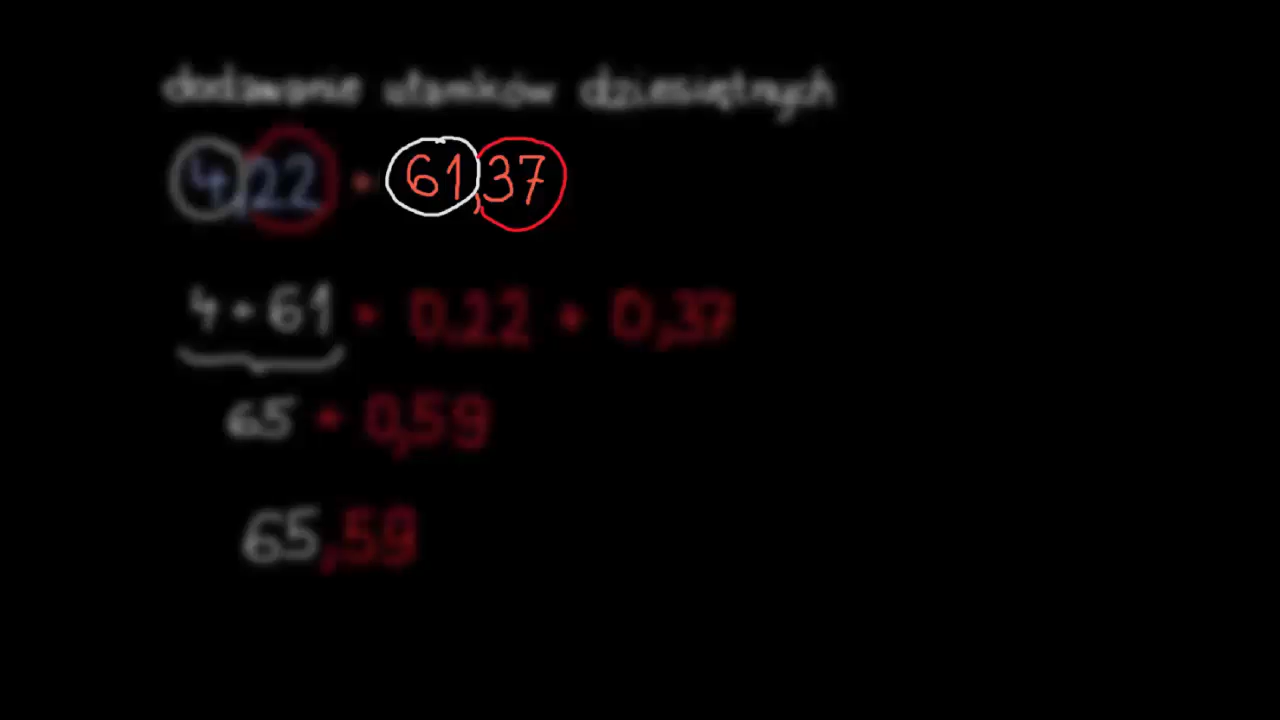 dodawanie ułamków dziesiętnych
4,22 + 61,37
4 + 61 + 0,22 + 0,37
65 + 0,59
65,59